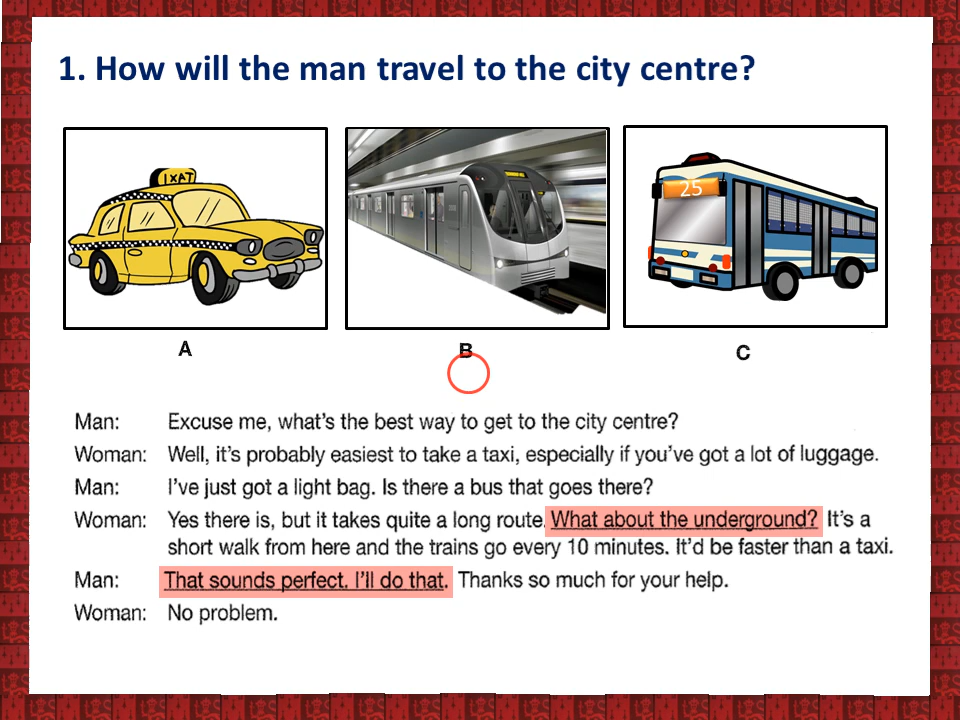 1. How will the man travel to the city centre?
IXAT
25
A
B
C
Man: Excuse me, what's the best way to get to the city centre?
Woman: Well, it's probably easiest to take a taxi, especially if you've got a lot of luggage.
Man: I've just got a light bag. Is there a bus that goes there?
Woman: Yes there is, but it takes quite a long route. What about the underground? It's a
short walk from here and the trains go every 10 minutes. It'd be faster than a taxi.
Man: That sounds perfect. I'll do that. Thanks so much for your help.
Woman: No problem.